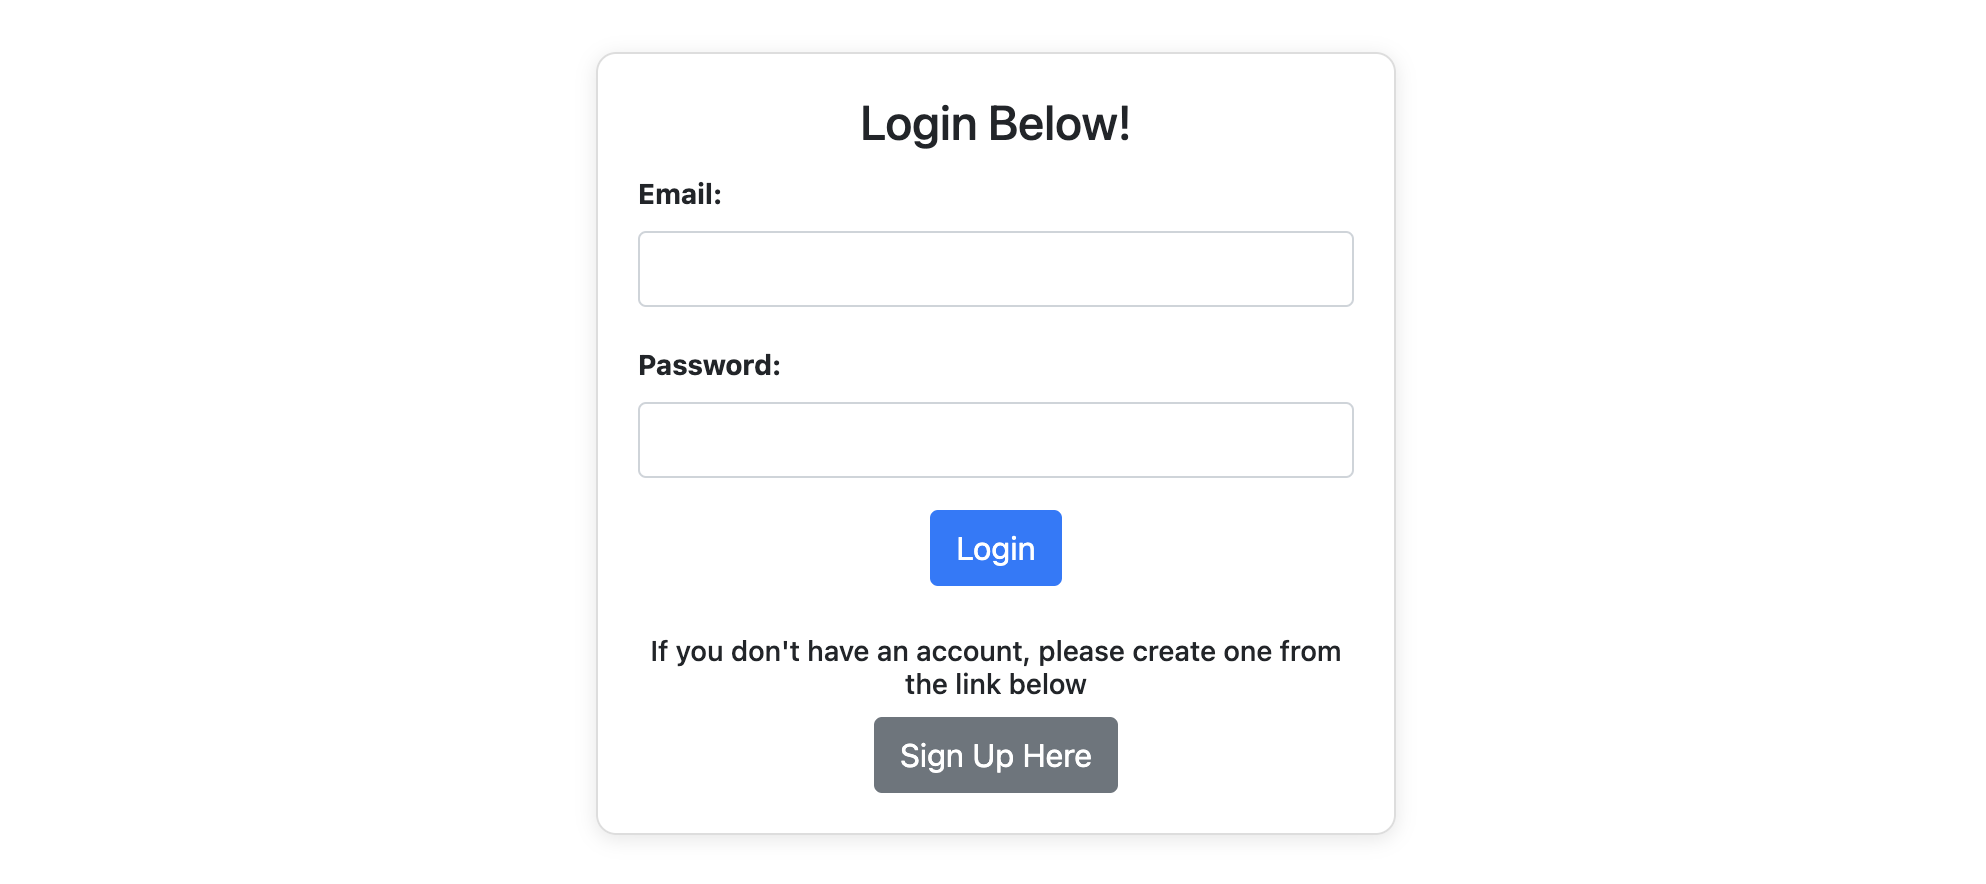 Login Below!
Email:
Password:
Login
If you don't have an account, please create one from
the link below
Sign Up Here